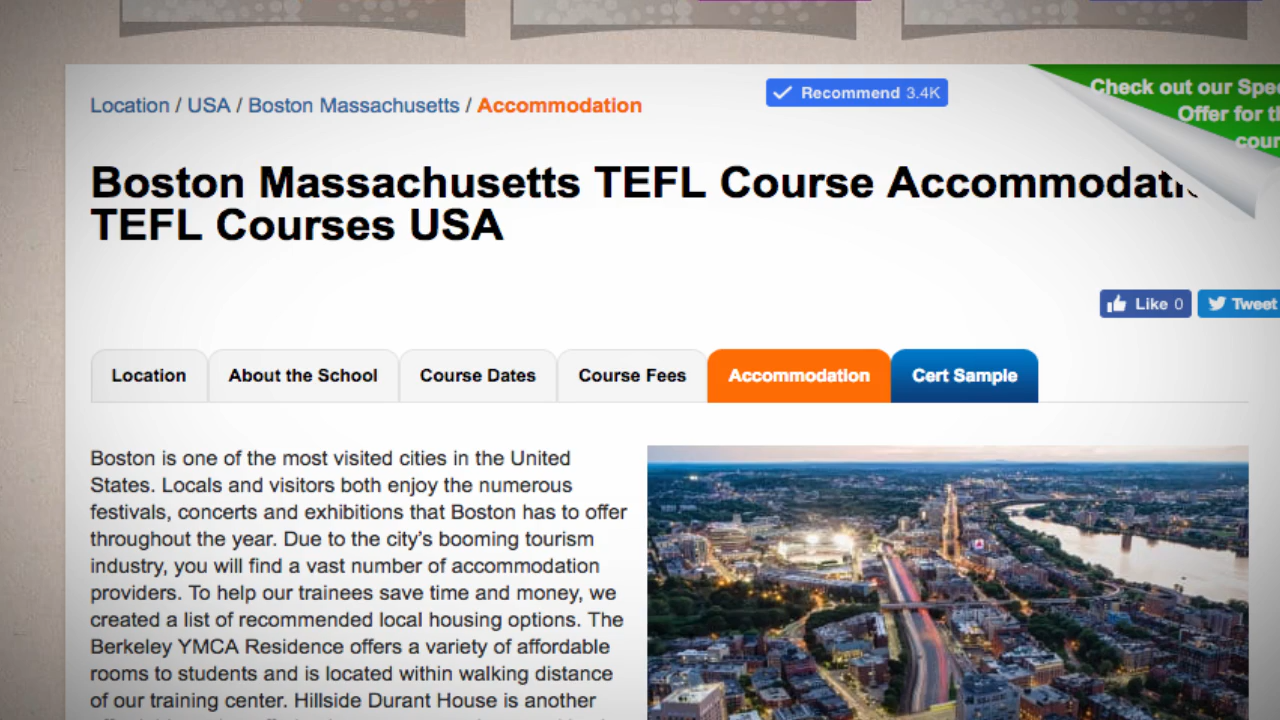 Location / USA / Boston Massachusetts / Accommodation
Recommend 3.4K
Check out our
Offer for
Boston Massachusetts TEFL Course
TEFL Courses USA
Like 0
Tweet
Location
About the School
Course Dates
Course Fees
Accommodation
Cert Sample
Boston is one of the most visited cities in the United
States. Locals and visitors both enjoy the numerous
festivals, concerts and exhibitions that Boston has to offer
throughout the year. Due to the city’s booming tourism
industry, you will find a vast number of accommodation
providers. To help our trainees save time and money, we
created a list of recommended local housing options. The
Berkeley YMCA Residence offers a variety of affordable
rooms to students and is located within walking distance
of our training center. Hillside Durant House is another